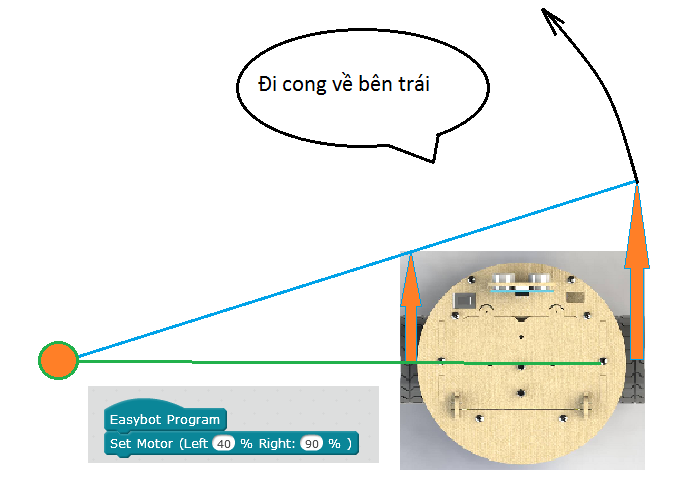 Đi cong về bên trái
Easybot Program
Set Motor (Left 40 % Right: 90 % )